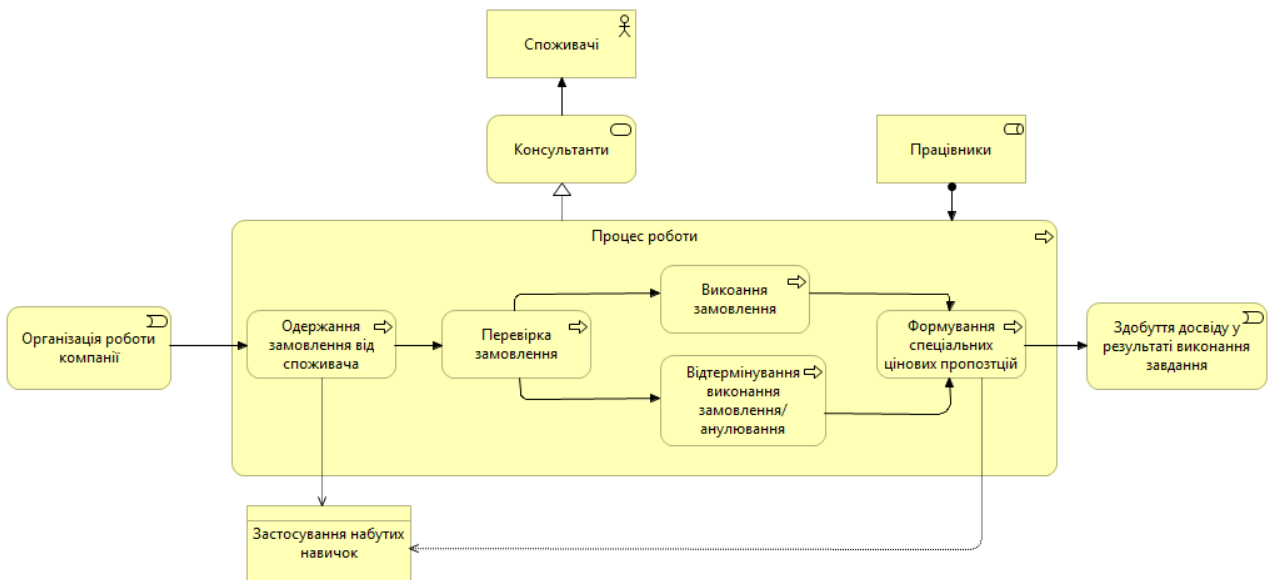 Споживачі
Консультанти
Працівники
Процес роботи
Організація роботи
компанії
Одержання
замовлення від
споживача
Перевірка
замовлення
Викоання
замовлення
Відтермінування
виконання
замовлення/
анулювання
Формування
спеціальних
цінових пропозтцій
Здобуття досвіду у
результаті виконання
завдання
Застосування набутих
навичок